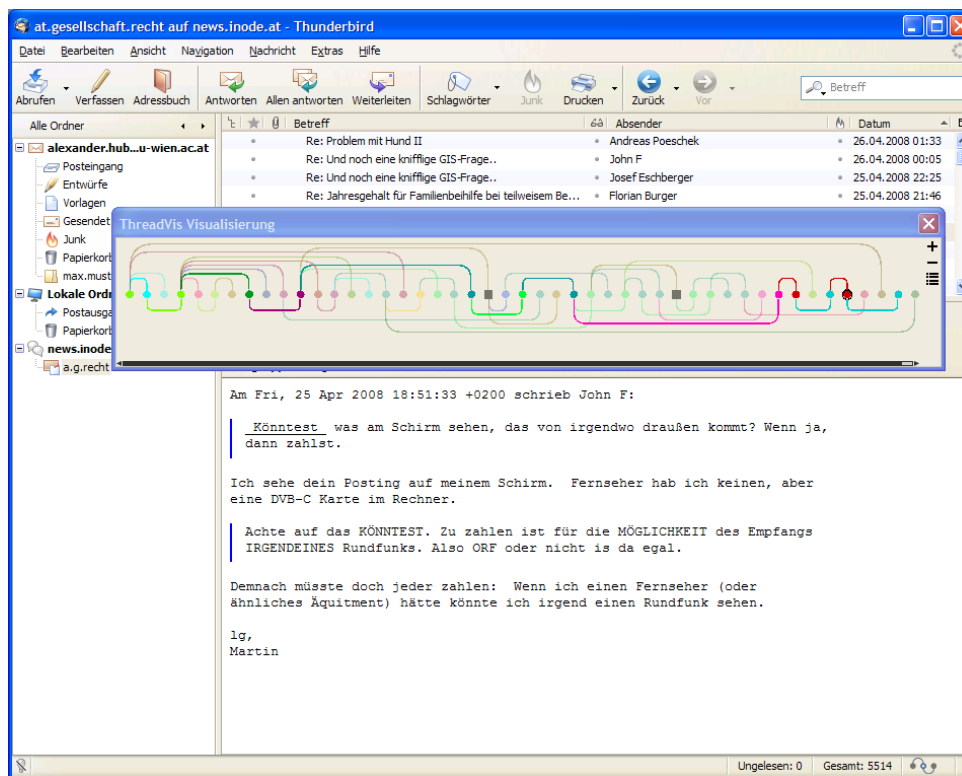 at.gesellschaft.recht auf news.inode.at - Thunderbird
Datei Bearbeiten Ansicht Navigation Nachricht Extras Hilfe
Abrufen Verfassen Adressbuch Antworten Allen antworten Weiterleiten Schlagwörter Junk Drucken Zurück Vor Betreff
Alle Ordner Betreff Absender Datum
alexander.hub...u-wien.ac.at
Posteingang
Entwürfe
Vorlagen
Gesendet
Junk
Papierkorb
max.must
Lokale Ordn
Postausga
Papierkorb
news.inode
a.g.recht
Re: Problem mit Hund II Andreas Poeschek 26.04.2008 01:33
Re: Und noch eine knifflige GIS-Frage.. John F 26.04.2008 00:05
Re: Und noch eine knifflige GIS-Frage.. Josef Eschberger 25.04.2008 22:25
Re: Jahresgehalt für Familienbeihilfe bei teilweisem Be... Florian Burger 25.04.2008 21:46
ThreadVis Visualisierung
Am Fri, 25 Apr 2008 18:51:33 +0200 schrieb John F:
_Könntest_ was am Schirm sehen, das von irgendwo draußen kommt? Wenn ja,
dann zahlst.
Ich sehe dein Posting auf meinem Schirm. Fernseher hab ich keinen, aber
eine DVB-C Karte im Rechner.
Achte auf das KÖNNTEST. Zu zahlen ist für die MÖGLICHKEIT des Empfangs
IRGENDEINES Rundfunks. Also ORF oder nicht is da egal.
Demnach müsste doch jeder zahlen: Wenn ich einen Fernseher (oder
ähnliches Äquitment) hätte könnte ich irgend einen Rundfunk sehen.
lg,
Martin
Ungelesen: 0 Gesamt: 5514